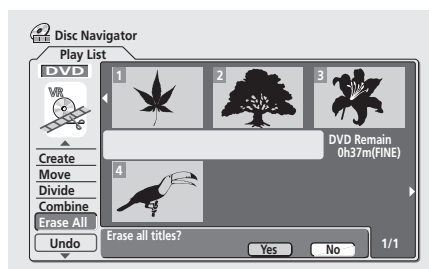 Disc Navigator
Play List
DVD
VR
1
2
3
DVD Remain
0h37m(FINE)
4
Create
Move
Divide
Combine
Erase All
Undo
Erase all titles?
Yes
No
1/1